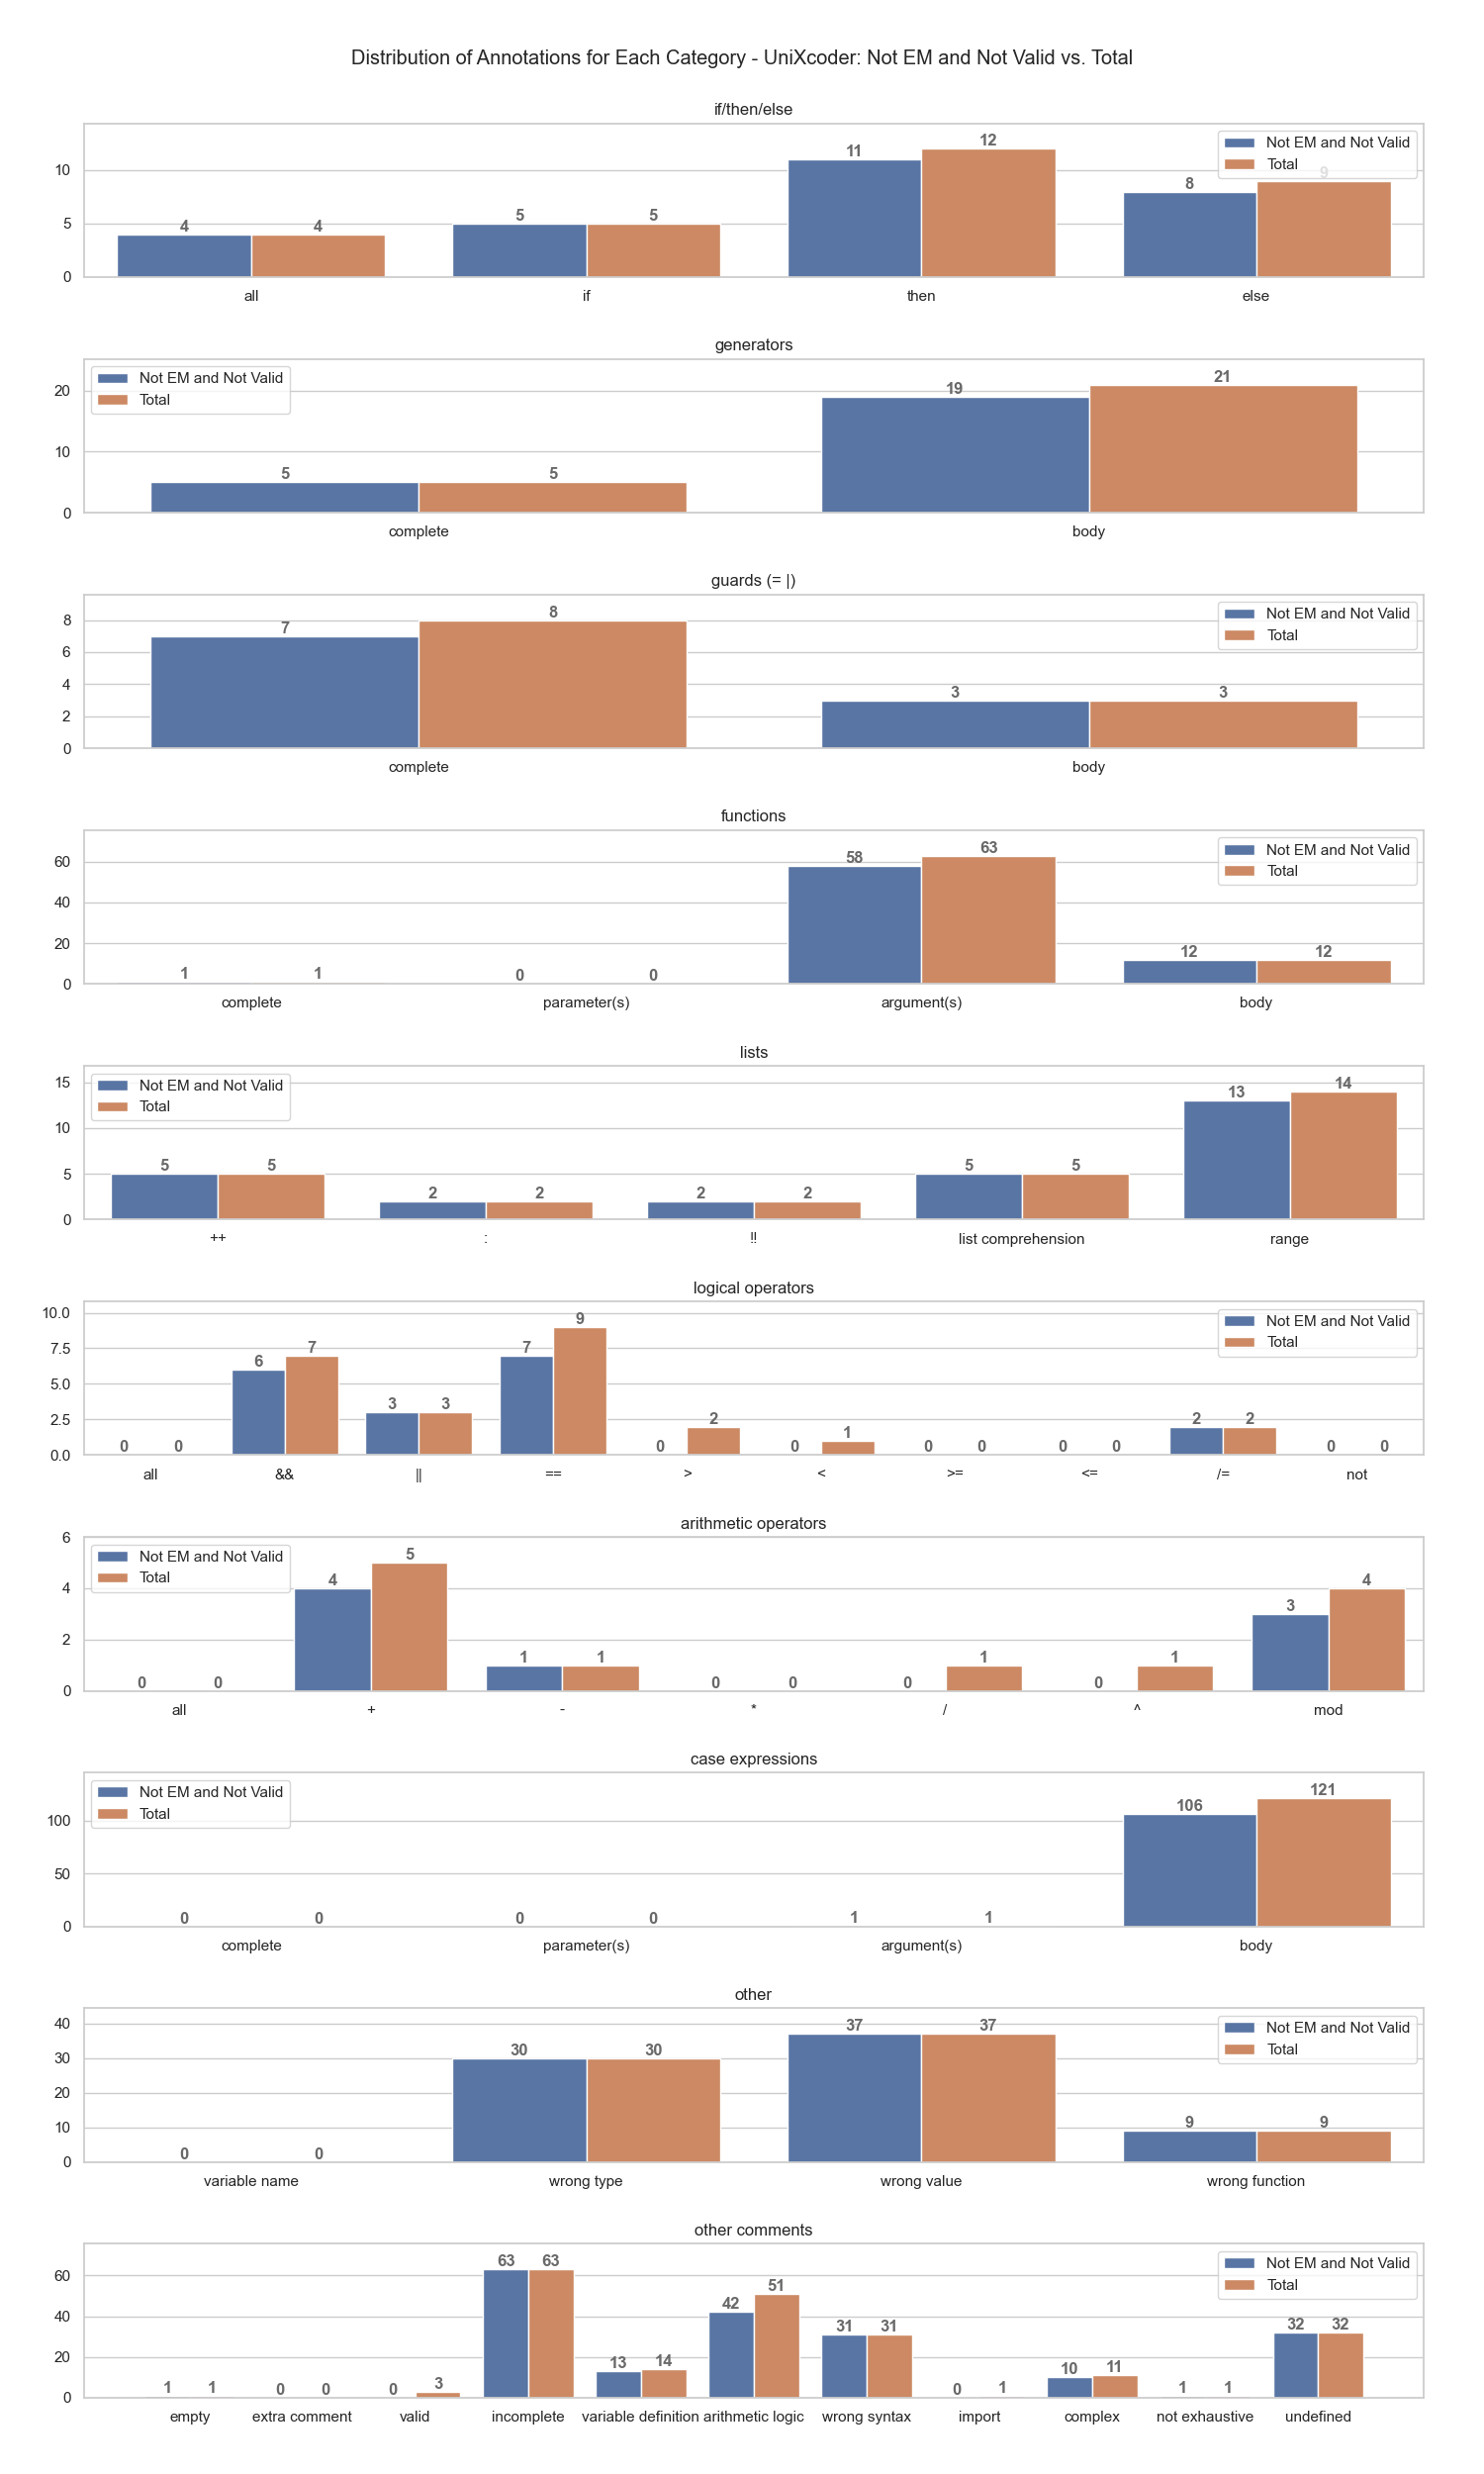 Distribution of Annotations for Each Category - UniXcoder: Not EM and Not Valid vs. Total
if/then/else
Not EM and Not Valid
Total
10
5
0
4 4 5 5 11 12 8 9
all if then else
generators
Not EM and Not Valid
Total
20
10
0
5 5 19 21
complete body
guards (= |)
Not EM and Not Valid
Total
8
6
4
2
0
7 8 3 3
complete body
functions
Not EM and Not Valid
Total
60
40
20
0
1 1 0 0 58 63 12 12
complete parameter(s) argument(s) body
lists
Not EM and Not Valid
Total
15
10
5
0
5 5 2 2 2 2 5 5 13 14
++ : !! list comprehension range
logical operators
Not EM and Not Valid
Total
10.0
7.5
5.0
2.5
0.0
0 0 6 7 3 3 7 9 0 2 0 1 0 0 0 0 2 2 0 0
all && || == > < >= <= /= not
arithmetic operators
Not EM and Not Valid
Total
6
4
2
0
0 0 4 5 1 1 0 0 0 1 0 1 3 4
all + - * / ^ mod
case expressions
Not EM and Not Valid
Total
100
50
0
0 0 0 0 1 1 106 121
complete parameter(s) argument(s) body
other
Not EM and Not Valid
Total
40
30
20
10
0
0 0 30 30 37 37 9 9
variable name wrong type wrong value wrong function
other comments
Not EM and Not Valid
Total
60
40
20
0
1 1 0 0 0 3 63 63 13 14 42 51 31 31 0 1 10 11 1 1 32 32
empty extra comment valid incomplete variable definition arithmetic logic wrong syntax import complex not exhaustive undefined